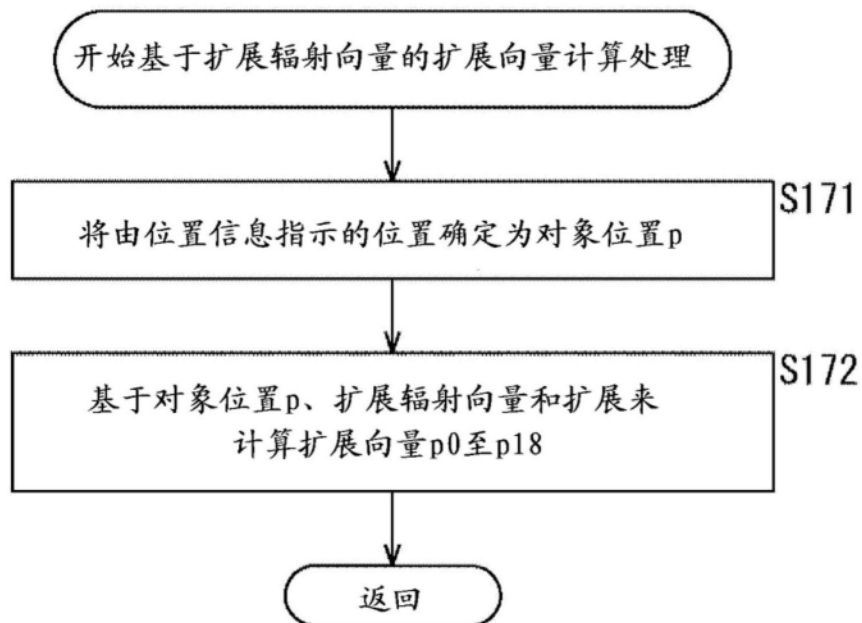 开始基于扩展辐射向量的扩展向量计算处理
S171
将由位置信息指示的位置确定为对象位置p
S172
基于对象位置p、扩展辐射向量和扩展来
计算扩展向量p0至p18
返回